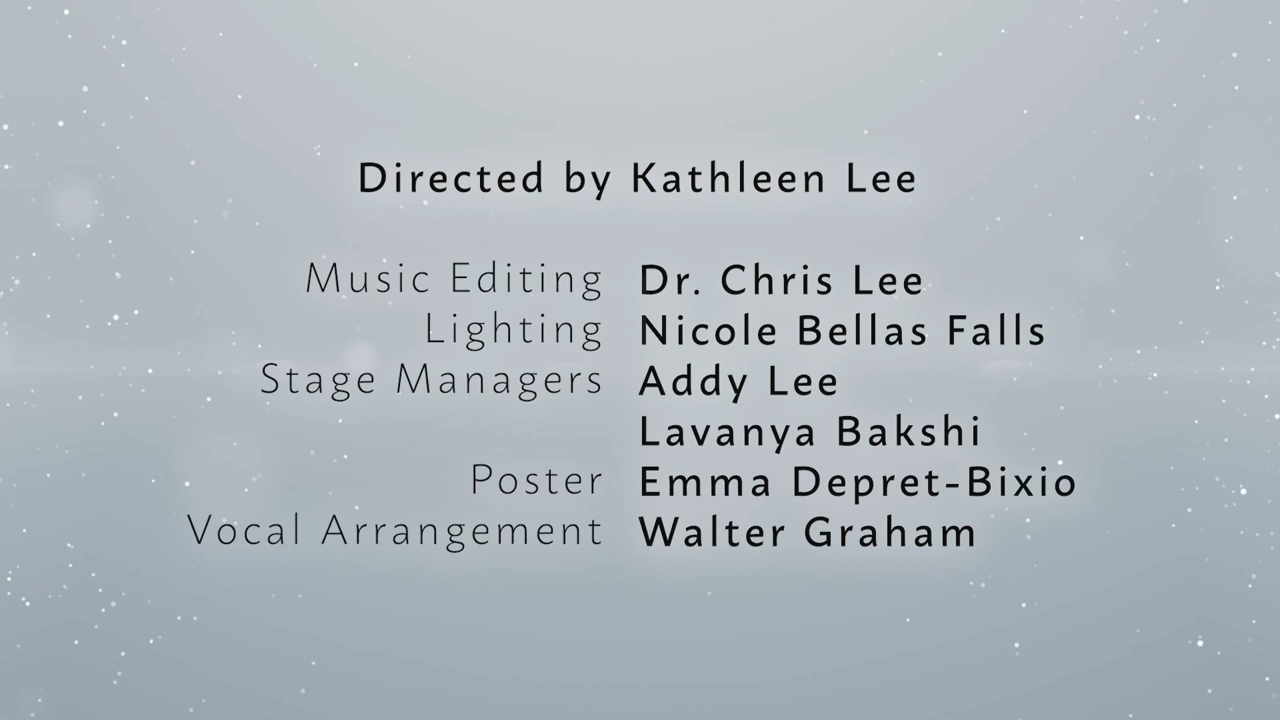 Directed by Kathleen Lee
Music Editing Dr. Chris Lee
Lighting Nicole Bellas Falls
Stage Managers Addy Lee
Lavanya Bakshi
Poster Emma Depret-Bixio
Vocal Arrangement Walter Graham